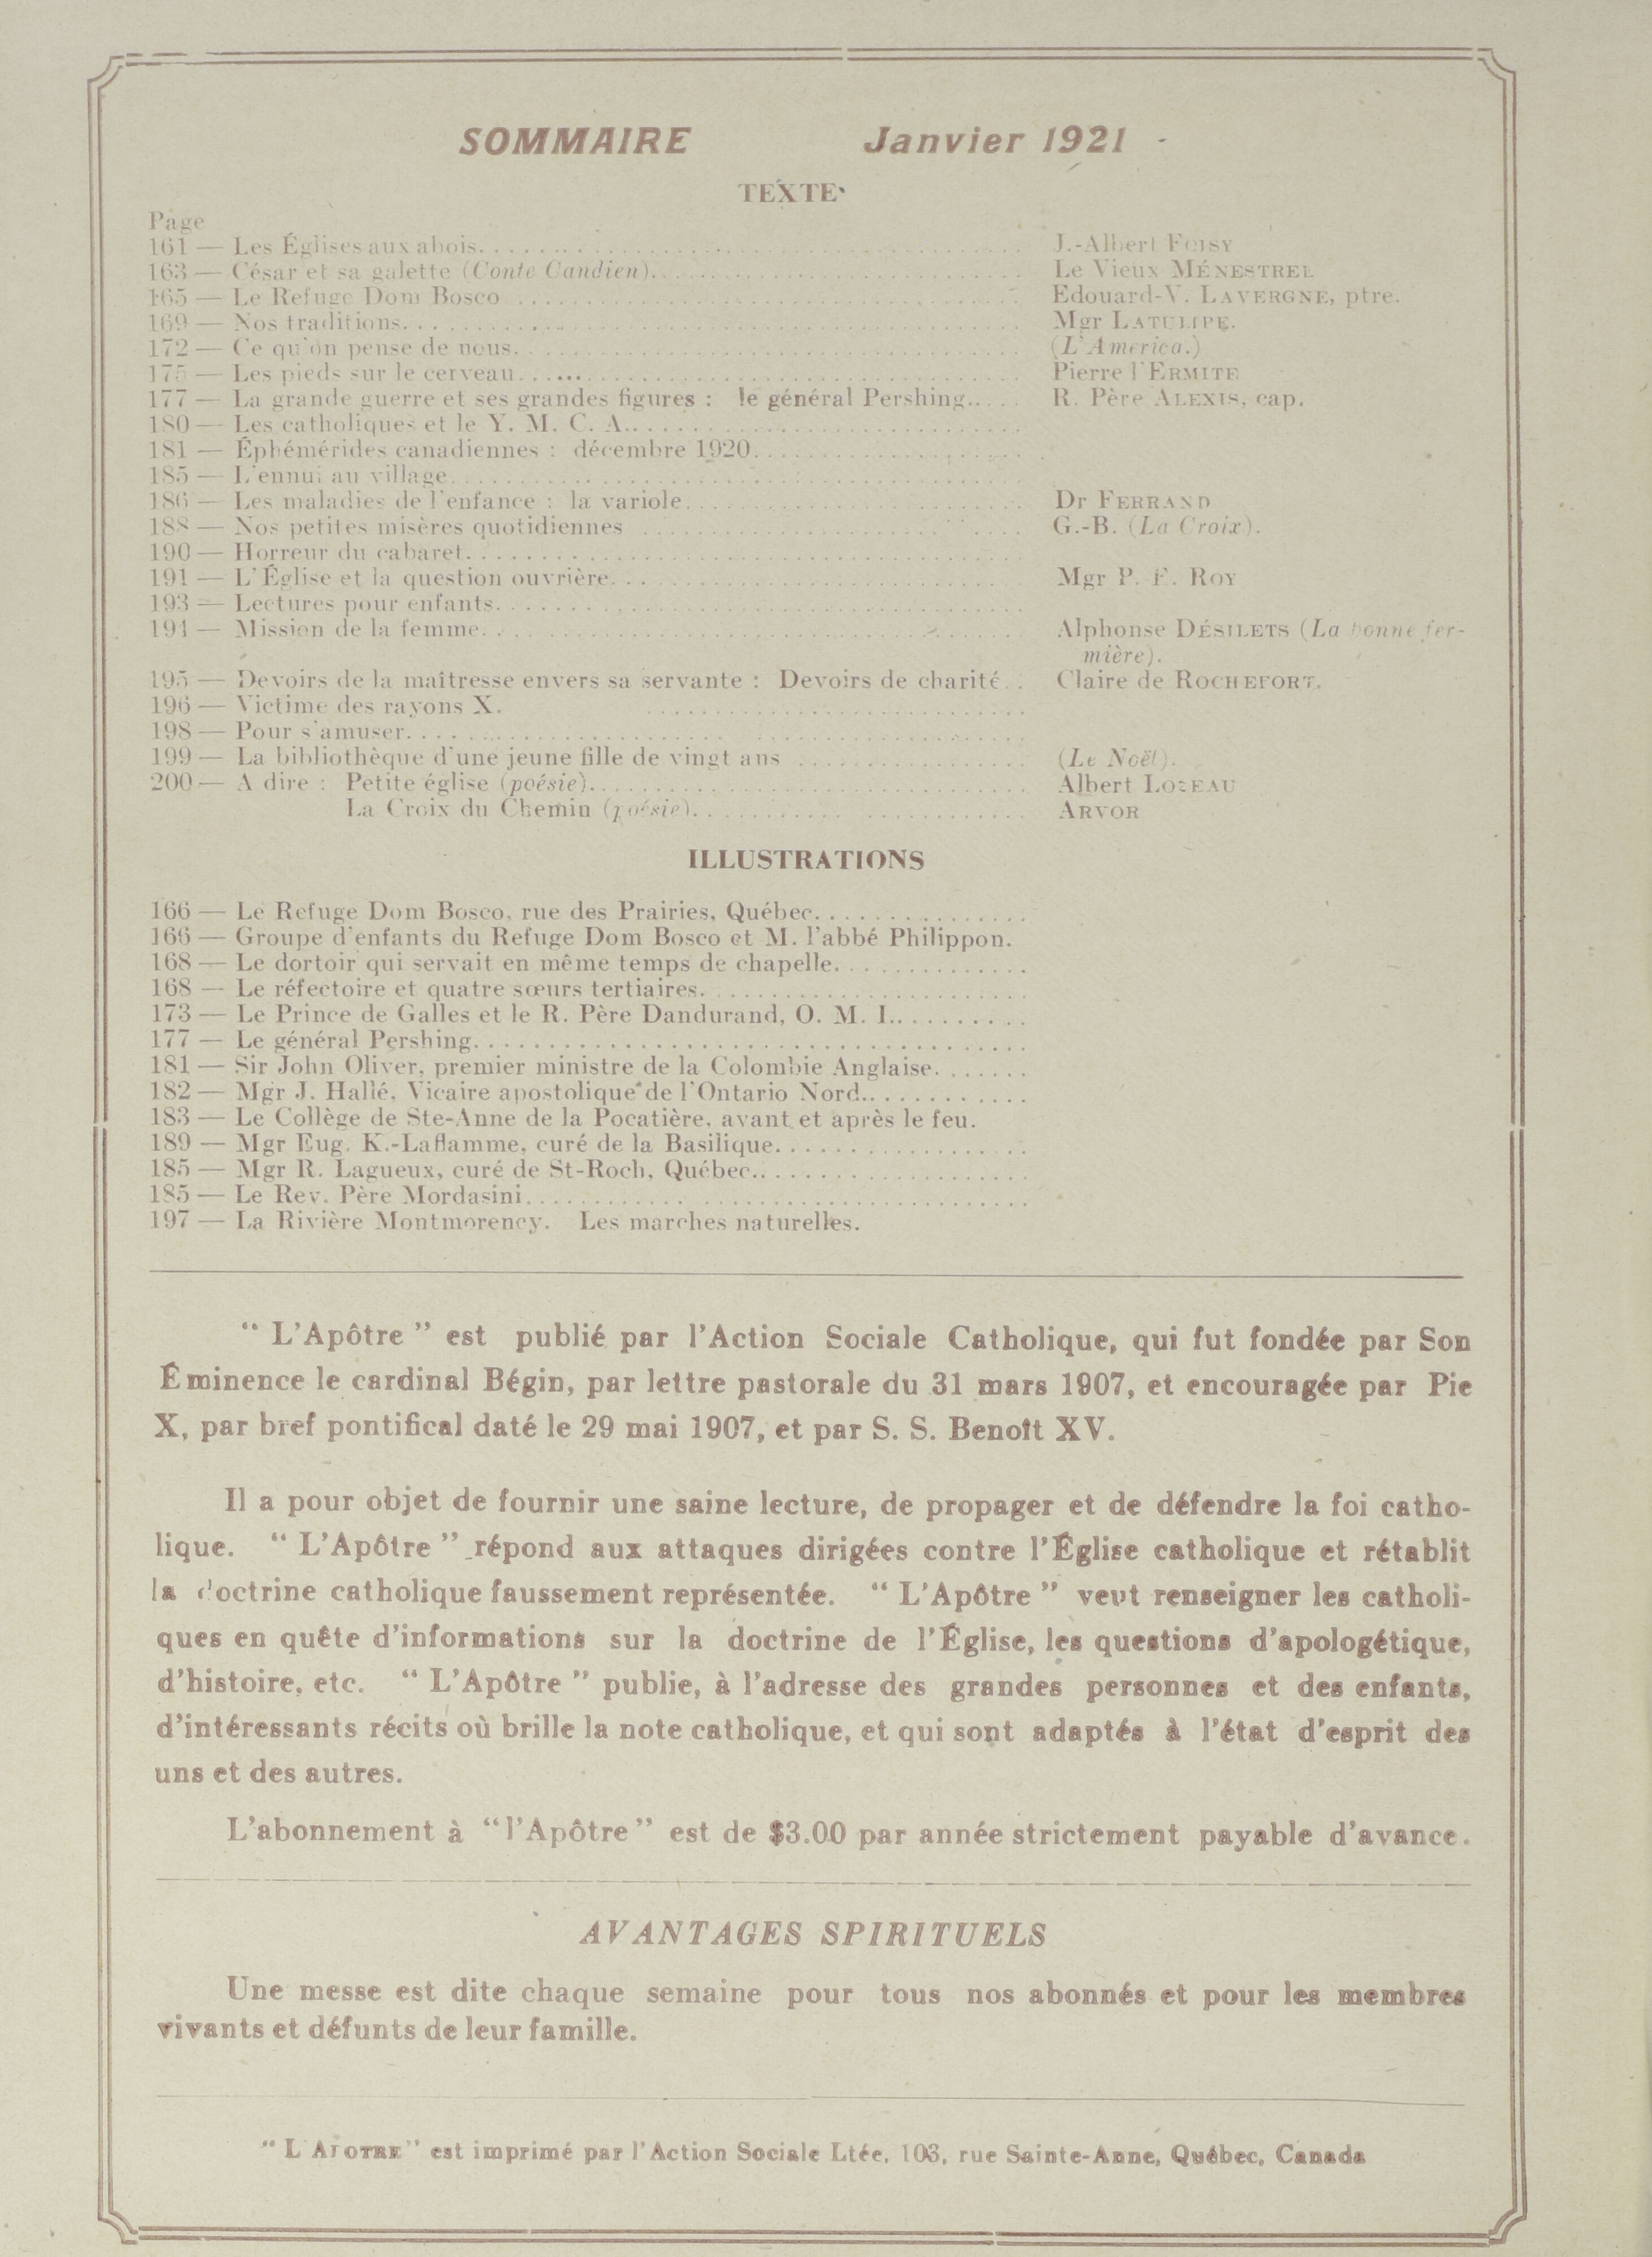 SOMMAIRE Janvier 1921
TEXTE
Page
161 — Les Églises aux abois. . . . . J.-Albert FOISY
163 — César et sa galette (Conte Candien). . . . . Le Vieux MÉNESTREL
165 — Le Refuge Dom Bosco . . . . . Edouard-V. LAVERGNE, ptre.
169 — Nos traditions. . . . . Mgr LATULIPE.
172 — Ce qu'on pense de nous. . . . . (L'America.)
175 — Les pieds sur le cerveau. . . . . Pierre l'ERMITE
177 — La grande guerre et ses grandes figures : le général Pershing. . . . . R. Père ALEXIS, cap.
180 — Les catholiques et le Y. M. C. A. . . . .
181 — Éphémérides canadiennes : décembre 1920. . . . .
185 — L'ennui au village. . . . .
186 — Les maladies de l'enfance : la variole. . . . . Dr FERRAND
188 — Nos petites misères quotidiennes . . . . . G.-B. (La Croix).
190 — Horreur du cabaret. . . . .
191 — L'Église et la question ouvrière. . . . . Mgr P. E. ROY
193 — Lectures pour enfants. . . . .
194 — Mission de la femme. . . . . Alphonse DÉSILETS (La bonne fer-
mière).
195 — Devoirs de la maîtresse envers sa servante : Devoirs de charité. . Claire de ROCHEFORT.
196 — Victime des rayons X. . . . .
198 — Pour s'amuser. . . . .
199 — La bibliothèque d'une jeune fille de vingt ans . . . . . (Le Noël).
200 — A dire : Petite église (poésie). . . . . Albert LOZEAU
La Croix du Chemin (poésie). . . . . ARVOR
ILLUSTRATIONS
166 — Le Refuge Dom Bosco, rue des Prairies, Québec. . . . .
166 — Groupe d'enfants du Refuge Dom Bosco et M. l'abbé Philippon.
168 — Le dortoir qui servait en même temps de chapelle. . . . .
168 — Le réfectoire et quatre sœurs tertiaires. . . . .
173 — Le Prince de Galles et le R. Père Dandurand, O. M. I. . . . .
177 — Le général Pershing. . . . .
181 — Sir John Oliver, premier ministre de la Colombie Anglaise. . . . .
182 — Mgr J. Hallé, Vicaire apostolique de l'Ontario Nord. . . . .
183 — Le Collège de Ste-Anne de la Pocatière, avant et après le feu.
189 — Mgr Eug. K.-Laflamme, curé de la Basilique. . . . .
185 — Mgr R. Lagueux, curé de St-Roch, Québec. . . . .
185 — Le Rev. Père Mordasini. . . . .
197 — La Rivière Montmorency. Les marches naturelles.
“ L'Apôtre ” est publié par l'Action Sociale Catholique, qui fut fondée par Son
Éminence le cardinal Bégin, par lettre pastorale du 31 mars 1907, et encouragée par Pie
X, par bref pontifical daté le 29 mai 1907, et par S. S. Benoît XV.
Il a pour objet de fournir une saine lecture, de propager et de défendre la foi catho-
lique. “ L'Apôtre ” répond aux attaques dirigées contre l'Église catholique et rétablit
la doctrine catholique faussement représentée. “ L'Apôtre ” veut renseigner les catholi-
ques en quête d'informations sur la doctrine de l'Église, les questions d'apologétique,
d'histoire, etc. “ L'Apôtre ” publie, à l'adresse des grandes personnes et des enfants,
d'intéressants récits où brille la note catholique, et qui sont adaptés à l'état d'esprit des
uns et des autres.
L'abonnement à “l'Apôtre” est de $3.00 par année strictement payable d'avance.
AVANTAGES SPIRITUELS
Une messe est dite chaque semaine pour tous nos abonnés et pour les membres
vivants et défunts de leur famille.
“ L'APOTRE ” est imprimé par l'Action Sociale Ltée, 103, rue Sainte-Anne, Québec, Canada